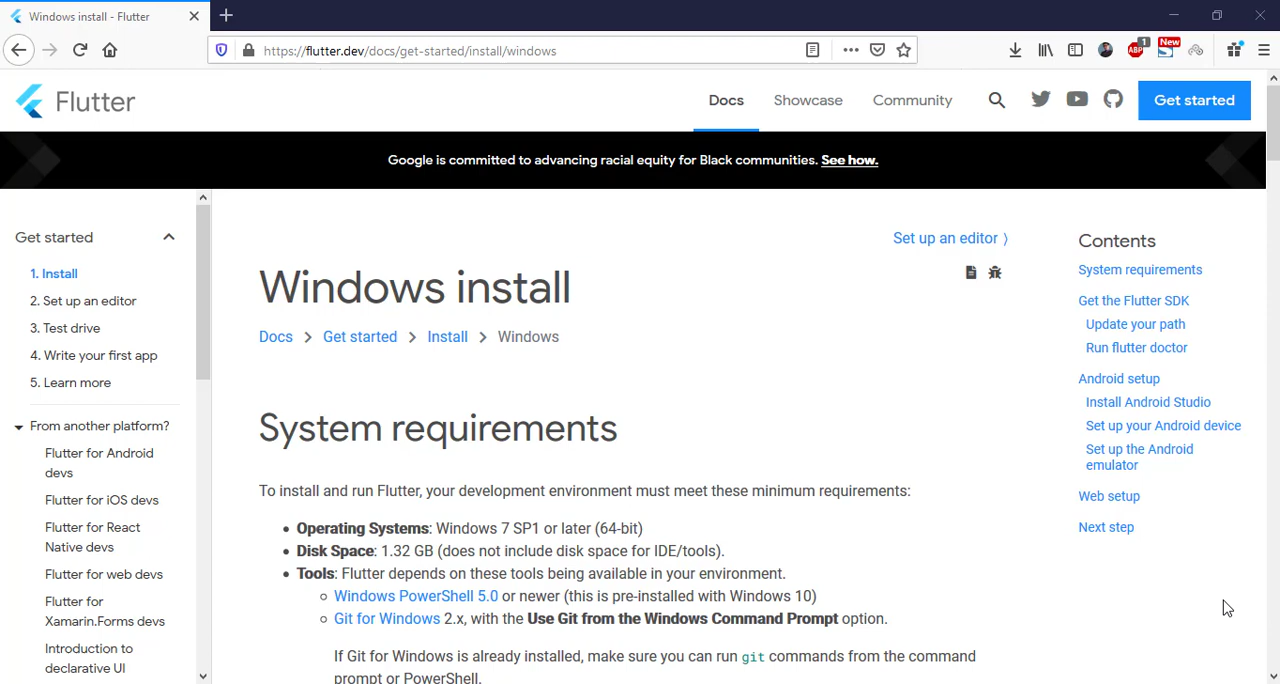 Windows install - Flutter
https://flutter.dev/docs/get-started/install/windows
ABP
1
New
Flutter
Docs
Showcase
Community
Get started
Google is committed to advancing racial equity for Black communities. See how.
Get started
1. Install
2. Set up an editor
3. Test drive
4. Write your first app
5. Learn more
From another platform?
Flutter for Android
devs
Flutter for iOS devs
Flutter for React
Native devs
Flutter for web devs
Flutter for
Xamarin.Forms devs
Introduction to
declarative UI
Set up an editor ⟩
Windows install
Docs > Get started > Install > Windows
System requirements
To install and run Flutter, your development environment must meet these minimum requirements:
• Operating Systems: Windows 7 SP1 or later (64-bit)
• Disk Space: 1.32 GB (does not include disk space for IDE/tools).
• Tools: Flutter depends on these tools being available in your environment.
○ Windows PowerShell 5.0 or newer (this is pre-installed with Windows 10)
○ Git for Windows 2.x, with the Use Git from the Windows Command Prompt option.
If Git for Windows is already installed, make sure you can run git commands from the command
prompt or PowerShell.
Contents
System requirements
Get the Flutter SDK
Update your path
Run flutter doctor
Android setup
Install Android Studio
Set up your Android device
Set up the Android
emulator
Web setup
Next step